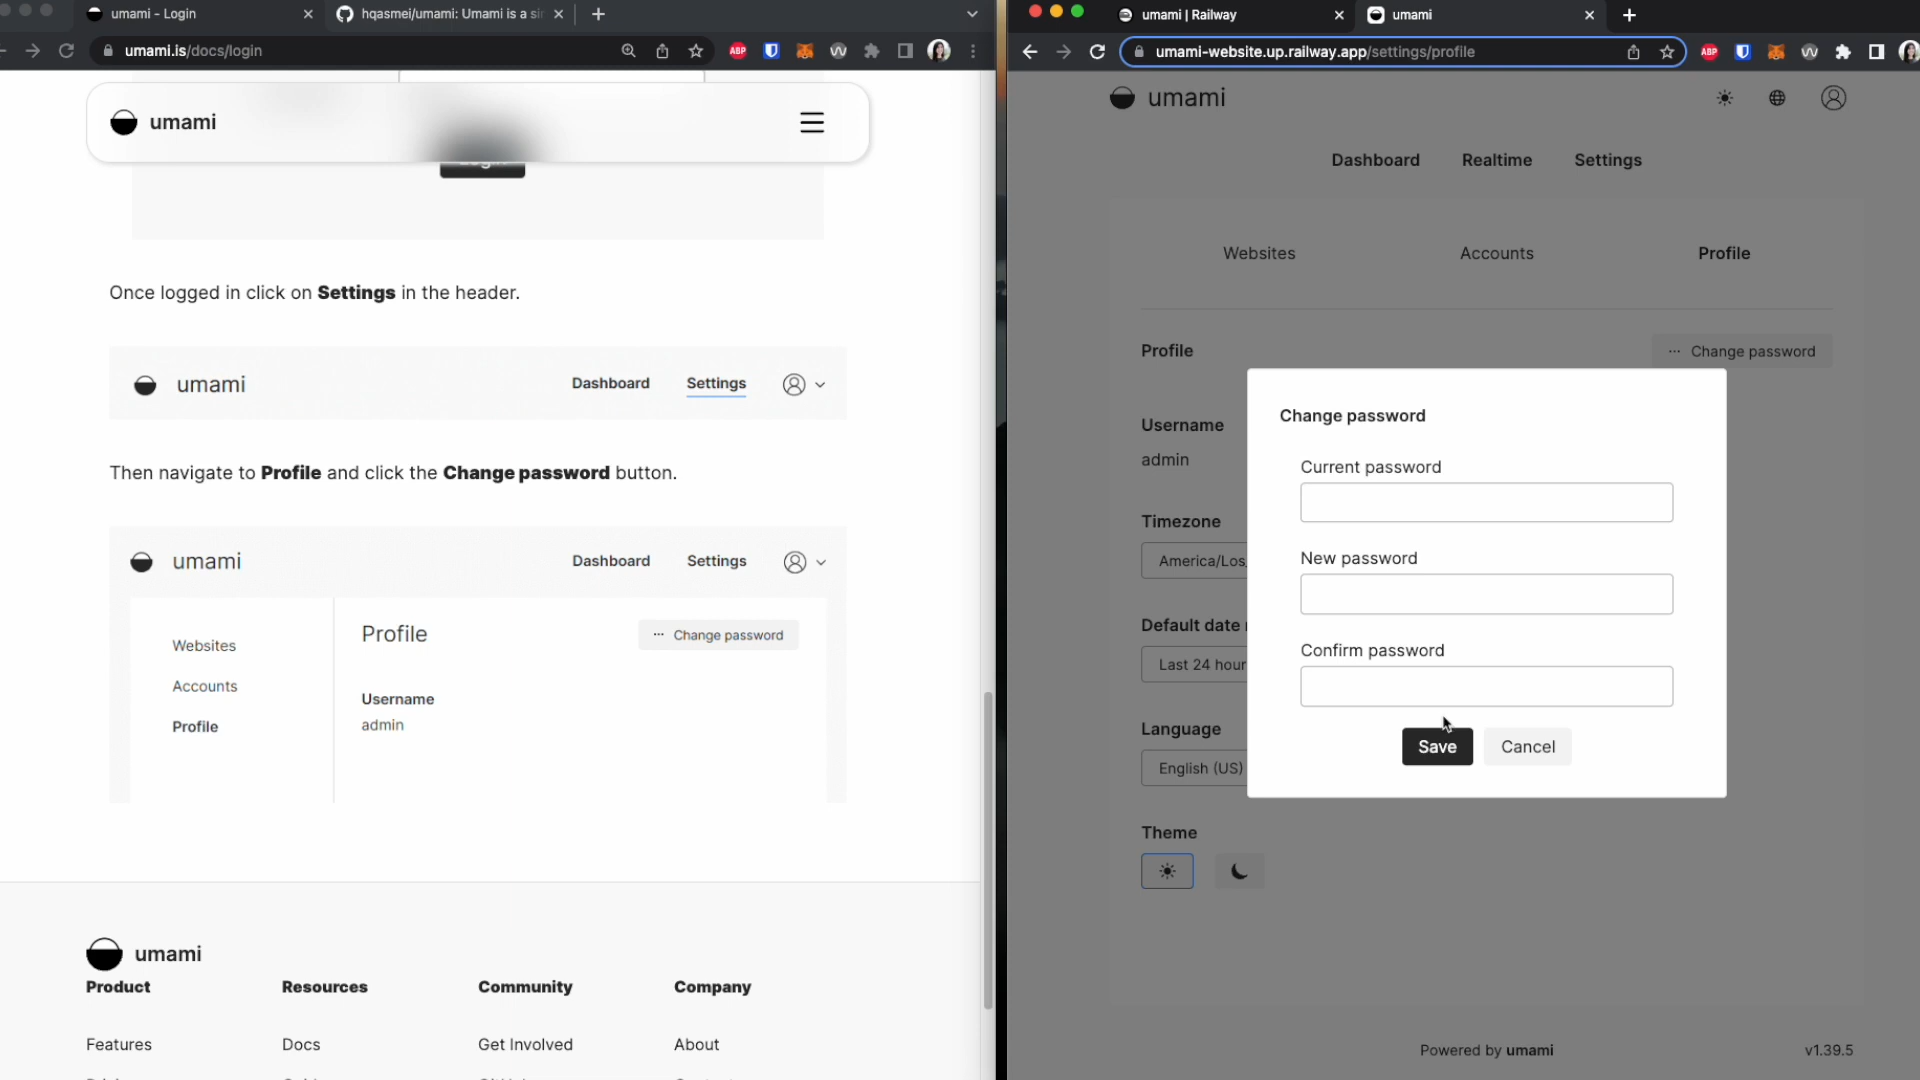 umami - Login
hqasmei/umami: Umami is a si
umami.is/docs/login
ABP
umami
Once logged in click on Settings in the header.
umami
Dashboard
Settings
Then navigate to Profile and click the Change password button.
umami
Dashboard
Settings
Websites
Accounts
Profile
Profile
··· Change password
Username
admin
umami
Product
Resources
Community
Company
Features
Docs
Get Involved
About
umami | Railway
umami
umami-website.up.railway.app/settings/profile
ABP
umami
Dashboard
Realtime
Settings
Websites
Accounts
Profile
Profile
··· Change password
Username
admin
Timezone
America/Los
Default date
Last 24 hour
Language
English (US)
Theme
Change password
Current password
New password
Confirm password
Save
Cancel
Powered by umami
v1.39.5